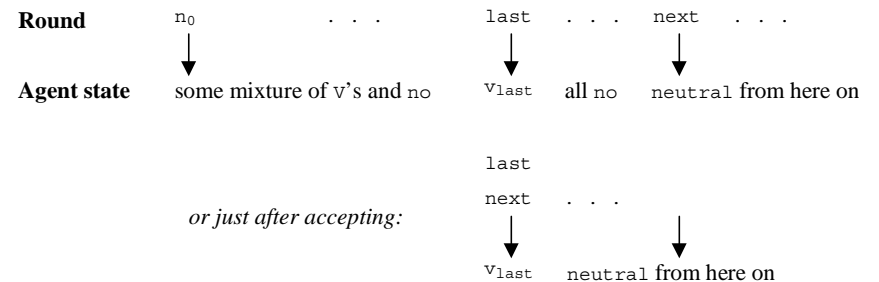 Round n₀ . . . last . . . next . . .
Agent state some mixture of v's and no vlast all no neutral from here on
last
or just after accepting: next . . .
vlast neutral from here on